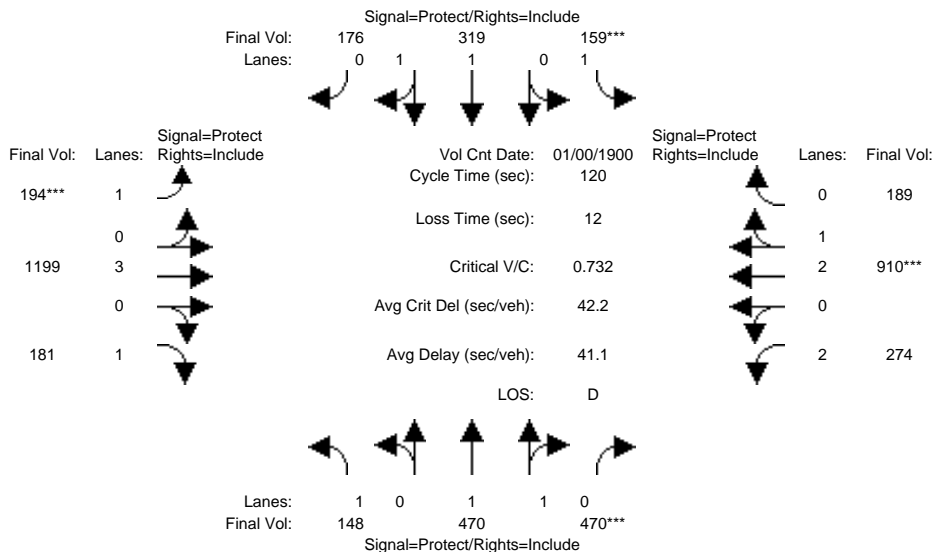 Signal=Protect/Rights=Include
Final Vol: 176 319 159***
Lanes: 0 1 1 0 1
Signal=Protect Signal=Protect
Final Vol: Lanes: Rights=Include Vol Cnt Date: 01/00/1900 Rights=Include Lanes: Final Vol:
Cycle Time (sec): 120
194*** 1 0 189
Loss Time (sec): 12
0 1
1199 3 Critical V/C: 0.732 2 910***
0 Avg Crit Del (sec/veh): 42.2 0
181 1 Avg Delay (sec/veh): 41.1 2 274
LOS: D
Lanes: 1 0 1 1 0
Final Vol: 148 470 470***
Signal=Protect/Rights=Include